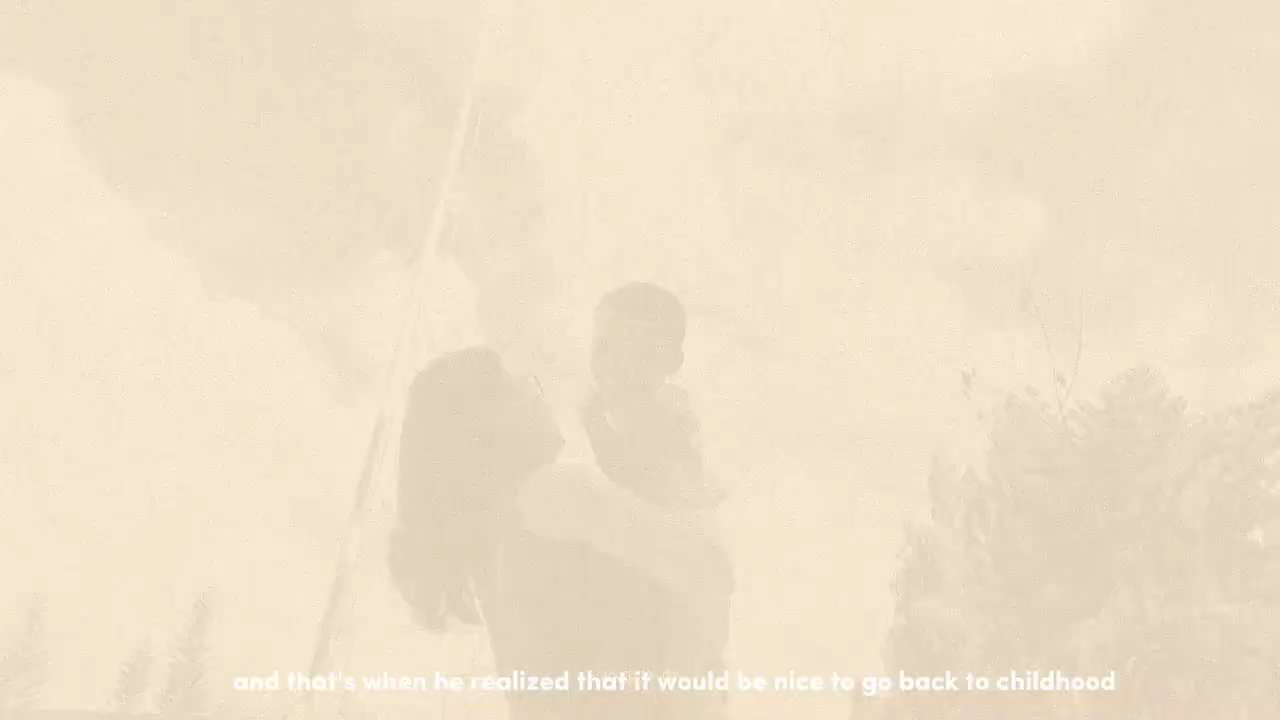 and that's when he realized that it would be nice to go back to childhood